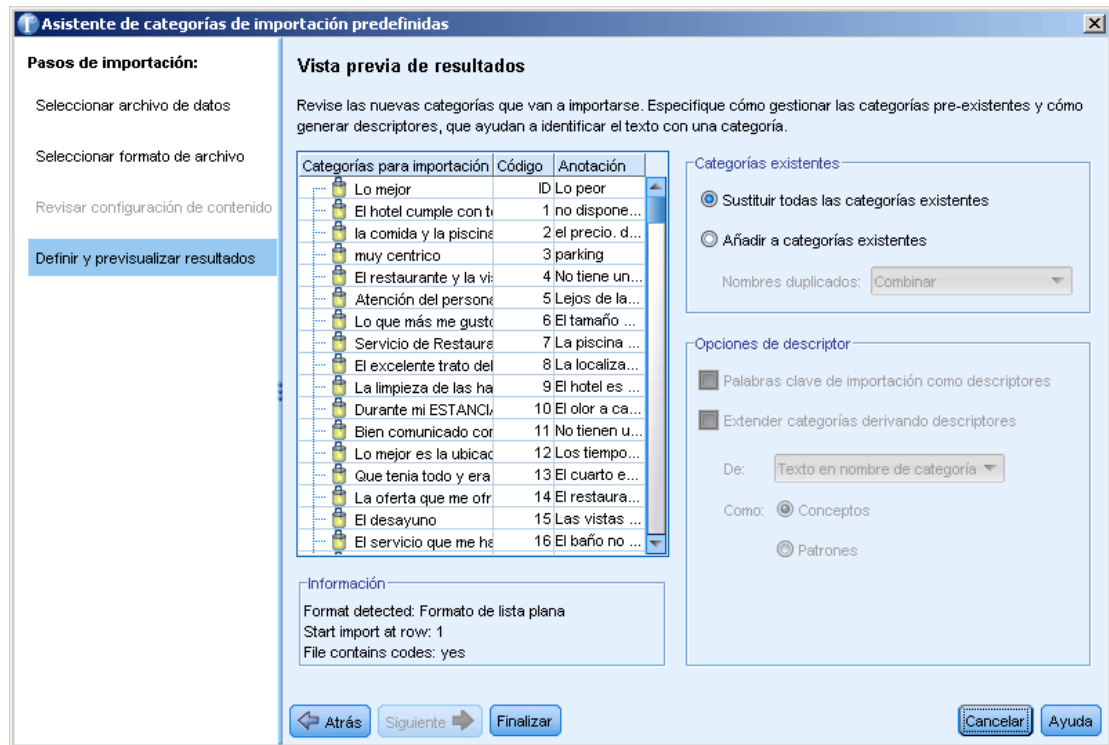 Asistente de categorías de importación predefinidas
Pasos de importación:
Seleccionar archivo de datos
Seleccionar formato de archivo
Revisar configuración de contenido
Definir y previsualizar resultados
Vista previa de resultados
Revise las nuevas categorías que van a importarse. Especifique cómo gestionar las categorías pre-existentes y cómo
generar descriptores, que ayudan a identificar el texto con una categoría.
Categorías para importación Código Anotación
Lo mejor ID Lo peor
El hotel cumple con t 1 no dispone...
la comida y la piscina 2 el precio. d...
muy centrico 3 parking
El restaurante y la vi 4 No tiene un...
Atención del persona 5 Lejos de la...
Lo que más me gusto 6 El tamaño ...
Servicio de Restaura 7 La piscina ...
El excelente trato del 8 La localiza...
La limpieza de las ha 9 El hotel es ...
Durante mi ESTANCI 10 El olor a ca...
Bien comunicado con 11 No tienen u...
Lo mejor es la ubicac 12 Los tiempo...
Que tenia todo y era 13 El cuarto e...
La oferta que me ofr 14 El restaura...
El desayuno 15 Las vistas ...
El servicio que me ha 16 El baño no ...
Información
Format detected: Formato de lista plana
Start import at row: 1
File contains codes: yes
Categorías existentes
Sustituir todas las categorías existentes
Añadir a categorías existentes
Nombres duplicados: Combinar
Opciones de descriptor
Palabras clave de importación como descriptores
Extender categorías derivando descriptores
De: Texto en nombre de categoría
Como: Conceptos
Patrones
Atrás Siguiente Finalizar Cancelar Ayuda